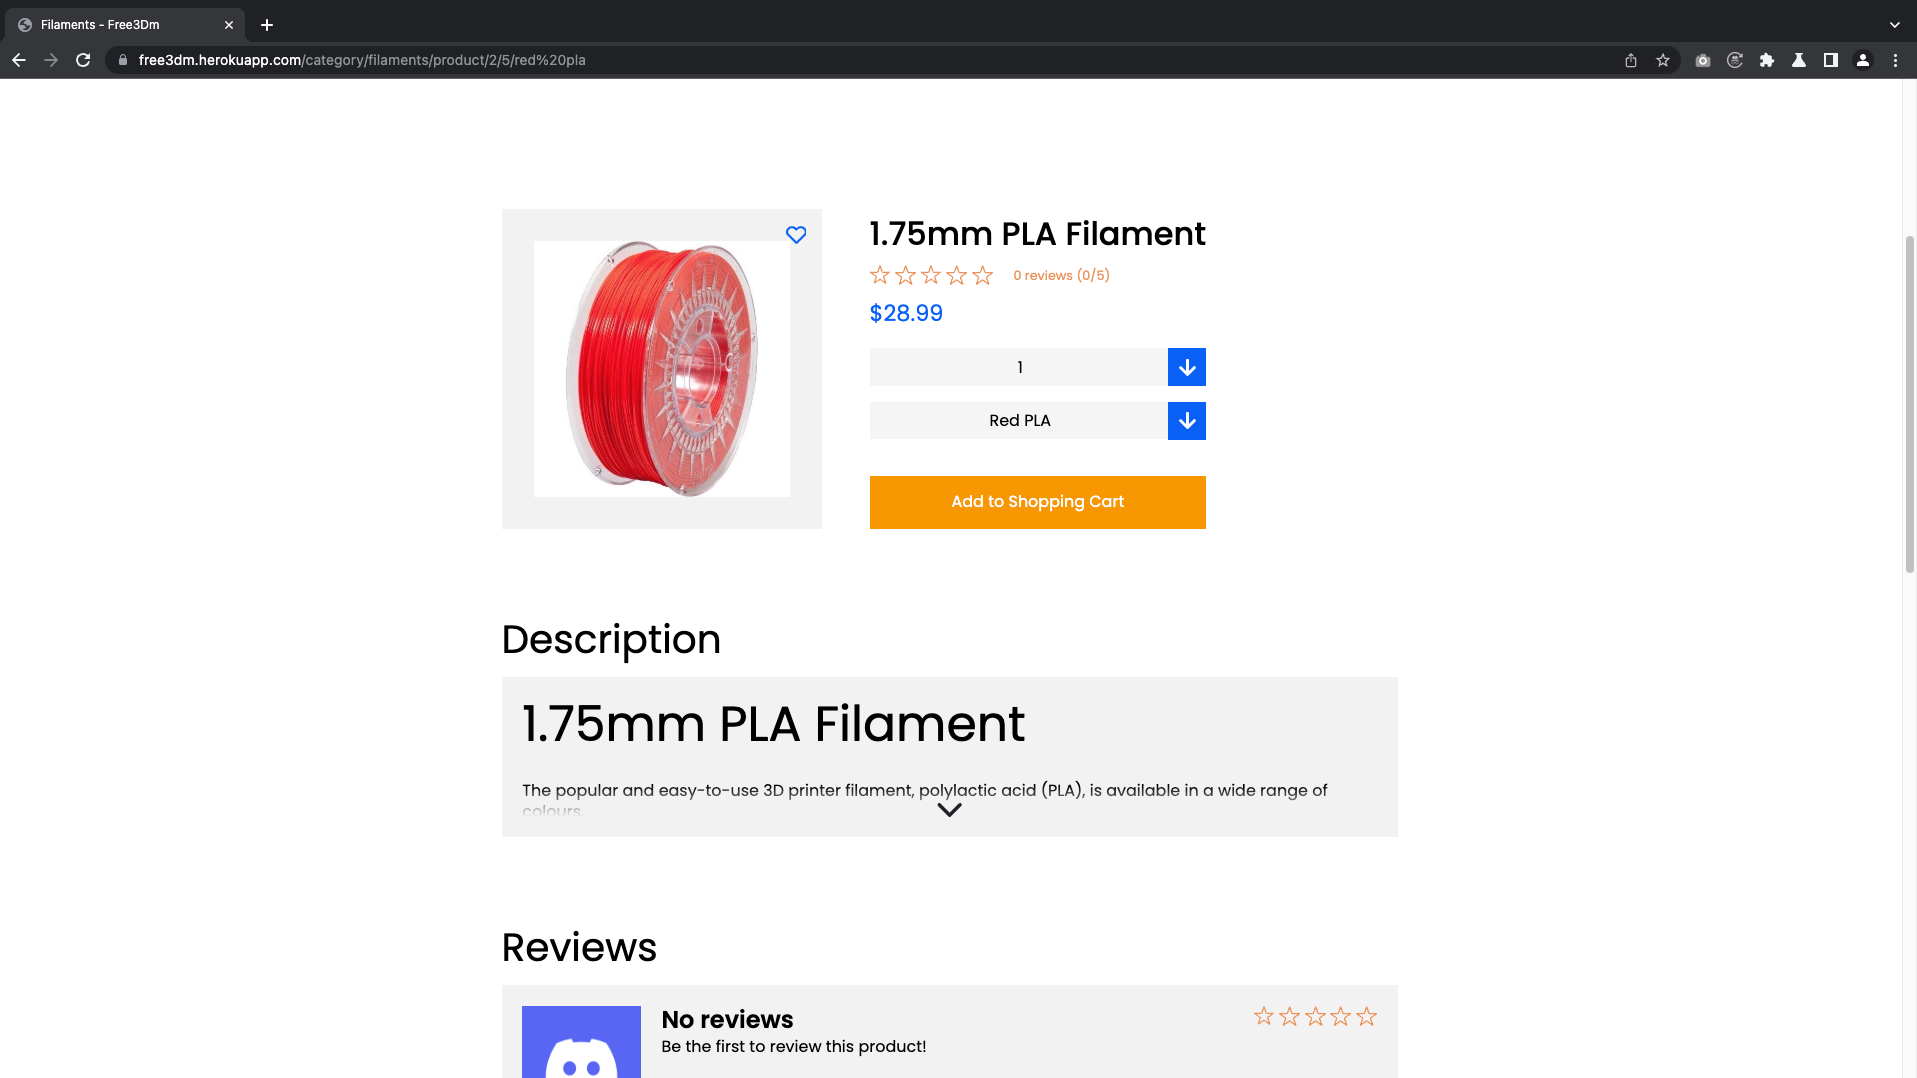 Filaments - Free3Dm
free3dm.herokuapp.com/category/filaments/product/2/5/red%20pla
1.75mm PLA Filament
0 reviews (0/5)
$28.99
1
Red PLA
Add to Shopping Cart
Description
1.75mm PLA Filament
The popular and easy-to-use 3D printer filament, polylactic acid (PLA), is available in a wide range of
colours.
Reviews
No reviews
Be the first to review this product!